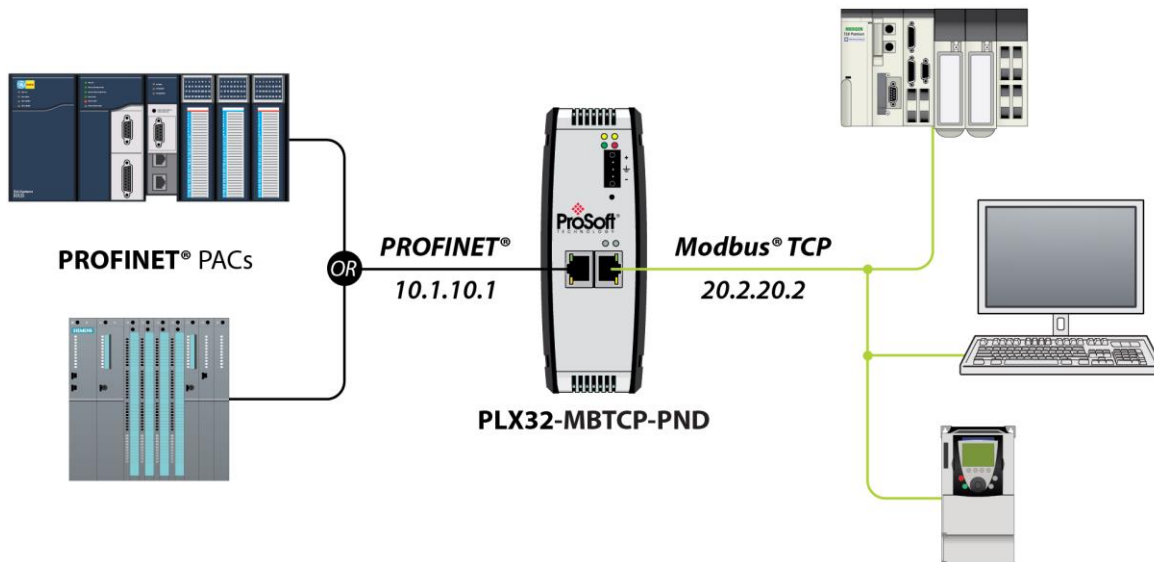 PROFINET® PACs
SIEMENS
OR
PROFINET®
10.1.10.1
+
-
ProSoft®
TECHNOLOGY
PLX32-MBTCP-PND
Modbus® TCP
20.2.20.2